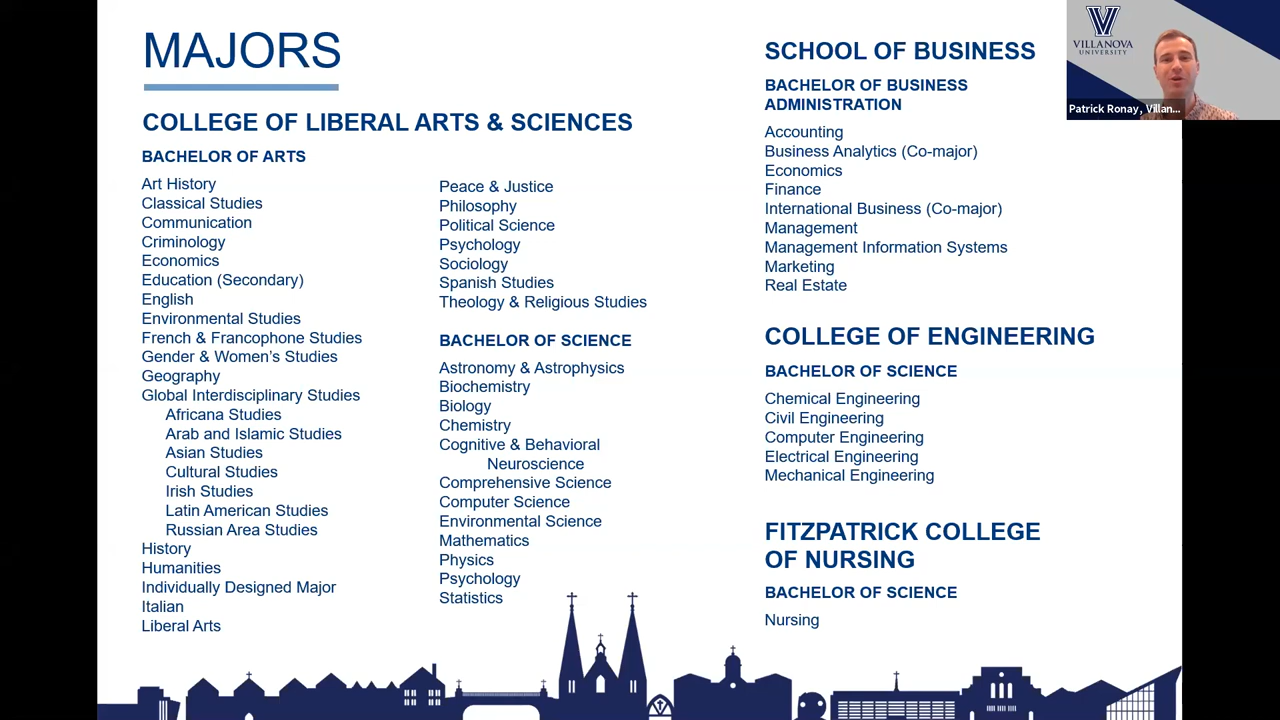 MAJORS
COLLEGE OF LIBERAL ARTS & SCIENCES
BACHELOR OF ARTS
Art History
Classical Studies
Communication
Criminology
Economics
Education (Secondary)
English
Environmental Studies
French & Francophone Studies
Gender & Women's Studies
Geography
Global Interdisciplinary Studies
Africana Studies
Arab and Islamic Studies
Asian Studies
Cultural Studies
Irish Studies
Latin American Studies
Russian Area Studies
History
Humanities
Individually Designed Major
Italian
Liberal Arts
Peace & Justice
Philosophy
Political Science
Psychology
Sociology
Spanish Studies
Theology & Religious Studies
BACHELOR OF SCIENCE
Astronomy & Astrophysics
Biochemistry
Biology
Chemistry
Cognitive & Behavioral
Neuroscience
Comprehensive Science
Computer Science
Environmental Science
Mathematics
Physics
Psychology
Statistics
SCHOOL OF BUSINESS
BACHELOR OF BUSINESS
ADMINISTRATION
Accounting
Business Analytics (Co-major)
Economics
Finance
International Business (Co-major)
Management
Management Information Systems
Marketing
Real Estate
COLLEGE OF ENGINEERING
BACHELOR OF SCIENCE
Chemical Engineering
Civil Engineering
Computer Engineering
Electrical Engineering
Mechanical Engineering
FITZPATRICK COLLEGE
OF NURSING
BACHELOR OF SCIENCE
Nursing
V
VILLANOVA
UNIVERSITY
Patrick Ronay, Villan...